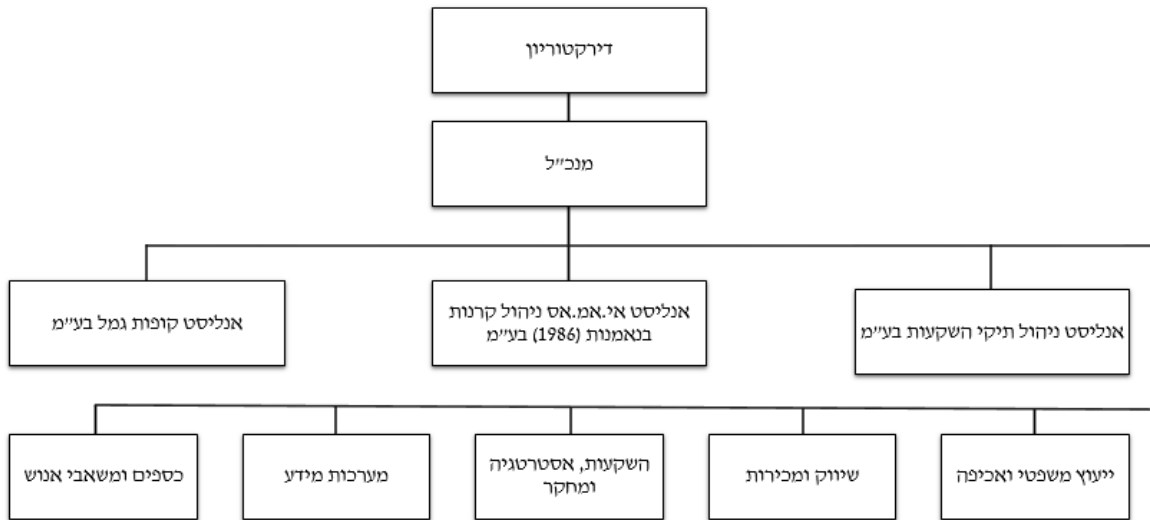 דירקטוריון
מנכ״ל
אנליסט ניהול תיקי השקעות בע״מ
אנליסט אי.אמ.אס ניהול קרנות
בנאמנות (1986) בע״מ
אנליסט קופות גמל בע״מ
ייעוץ משפטי ואכיפה
שיווק ומכירות
השקעות, אסטרטגיה
ומחקר
מערכות מידע
כספים ומשאבי אנוש